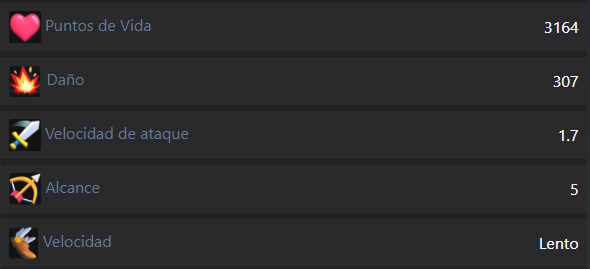 Puntos de Vida 3164
Daño 307
Velocidad de ataque 1.7
Alcance 5
Velocidad Lento